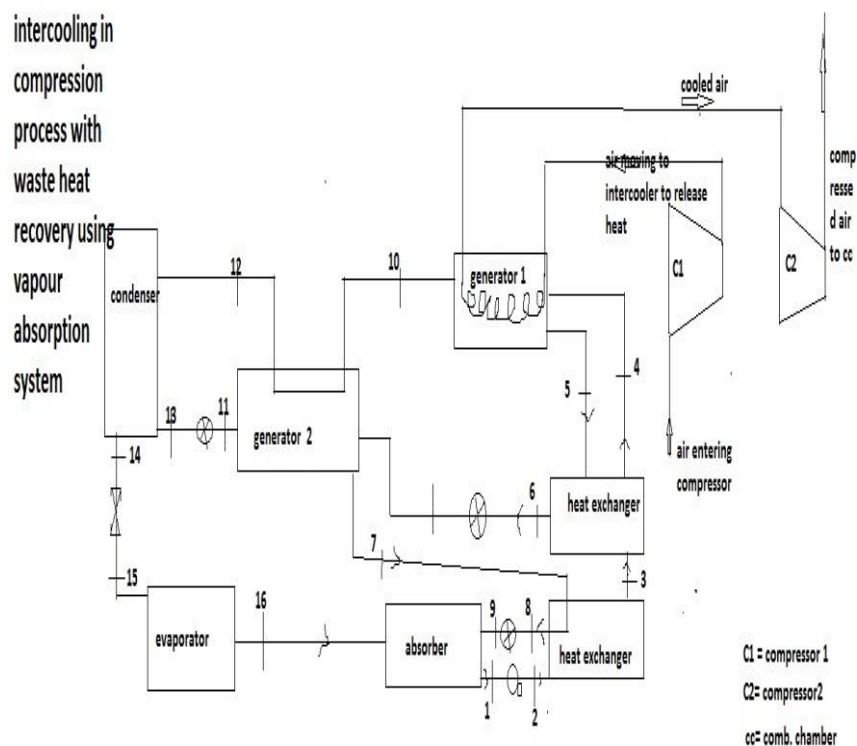 intercooling in
compression
process with
waste heat
recovery using
vapour
absorption
system
cooled air
air moving to
intercooler to release
heat
comp
resse
d air
to cc
C1
C2
condenser
12
10
generator 1
4
5
13
11
generator 2
14
air entering
compressor
6
heat exchanger
7
3
15
evaporator
16
absorber
9
8
heat exchanger
1
2
C1 = compressor 1
C2= compressor2
cc= comb. chamber